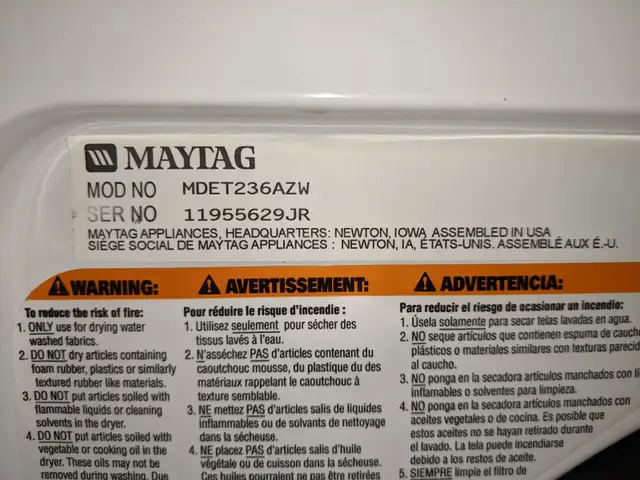 MAYTAG
MOD NO MDET236AZW
SER NO 11955629JR
MAYTAG APPLIANCES, HEADQUARTERS: NEWTON, IOWA ASSEMBLED IN USA
SIÈGE SOCIAL DE MAYTAG APPLIANCES : NEWTON, IA, ÉTATS-UNIS. ASSEMBLÉ AUX É.-U.
WARNING:
To reduce the risk of fire:
1. ONLY use for drying water
washed fabrics.
2. DO NOT dry articles containing
foam rubber, plastics or similarly
textured rubber like materials.
3. DO NOT put articles soiled with
flammable liquids or cleaning
solvents in the dryer.
4. DO NOT put articles soiled with
vegetable or cooking oil in the
dryer. These oils may not be
removed during washing. Due
AVERTISSEMENT:
Pour réduire le risque d'incendie :
1. Utilisez seulement pour sécher des
tissus lavés à l'eau.
2. N'asséchez PAS d'articles contenant du
caoutchouc mousse, du plastique du des
matériaux rappelant le caoutchouc à
texture semblable.
3. NE mettez PAS d'articles salis de liquides
inflammables ou de solvants de nettoyage
dans la sécheuse.
4. NE placez PAS d'articles salis d'huile
végétale ou de cuisson dans la sécheuse.
Ces huiles pourraient ne pas être retirées
ADVERTENCIA:
Para reducir el riesgo de ocasionar un incendio:
1. Úsela solamente para secar telas lavadas en agua.
2. NO seque artículos que contienen espuma de cauch
plásticos o materiales similares con texturas parecid
al caucho.
3. NO ponga en la secadora artículos manchados con lí
inflamables o solventes para limpieza.
4. NO ponga en la secadora artículos manchados con
aceites vegetales o de cocina. Es posible que
estos aceites no se hayan retirado durante
el lavado. La tela puede incendiarse
debido a los restos de aceite.
5. SIEMPRE limpie el filtro de